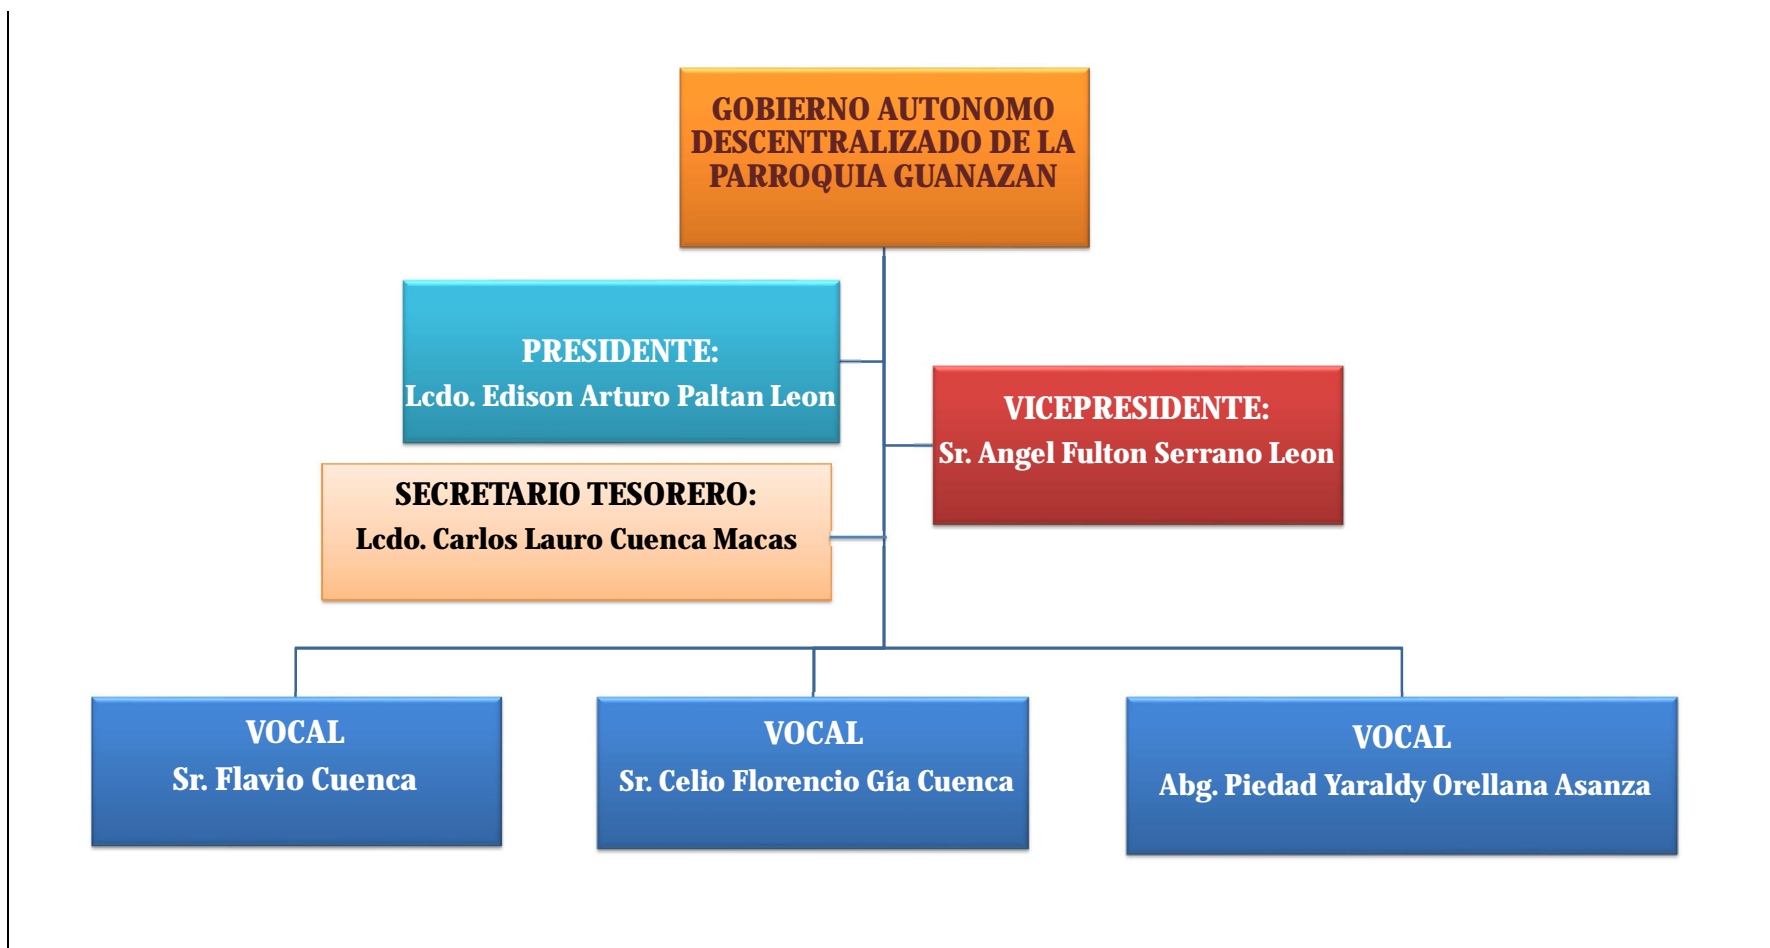 GOBIERNO AUTONOMO
DESCENTRALIZADO DE LA
PARROQUIA GUANAZAN
PRESIDENTE:
Lcdo. Edison Arturo Paltan Leon
VICEPRESIDENTE:
Sr. Angel Fulton Serrano Leon
SECRETARIO TESORERO:
Lcdo. Carlos Lauro Cuenca Macas
VOCAL
Sr. Flavio Cuenca
VOCAL
Sr. Celio Florencio Gía Cuenca
VOCAL
Abg. Piedad Yaraldy Orellana Asanza